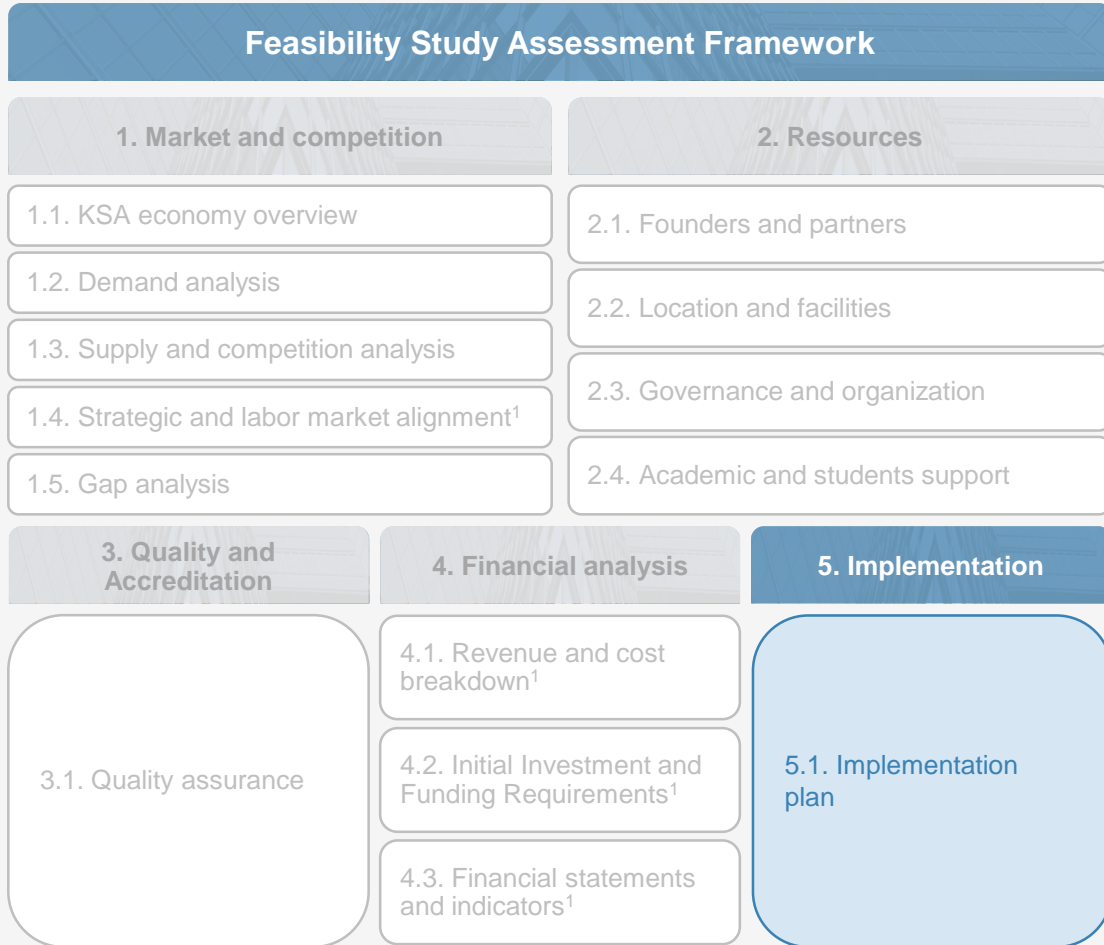 Feasibility Study Assessment Framework
1. Market and competition
2. Resources
1.1. KSA economy overview
1.2. Demand analysis
1.3. Supply and competition analysis
1.4. Strategic and labor market alignment¹
1.5. Gap analysis
2.1. Founders and partners
2.2. Location and facilities
2.3. Governance and organization
2.4. Academic and students support
3. Quality and
Accreditation
4. Financial analysis
5. Implementation
3.1. Quality assurance
4.1. Revenue and cost
breakdown¹
4.2. Initial Investment and
Funding Requirements¹
4.3. Financial statements
and indicators¹
5.1. Implementation
plan